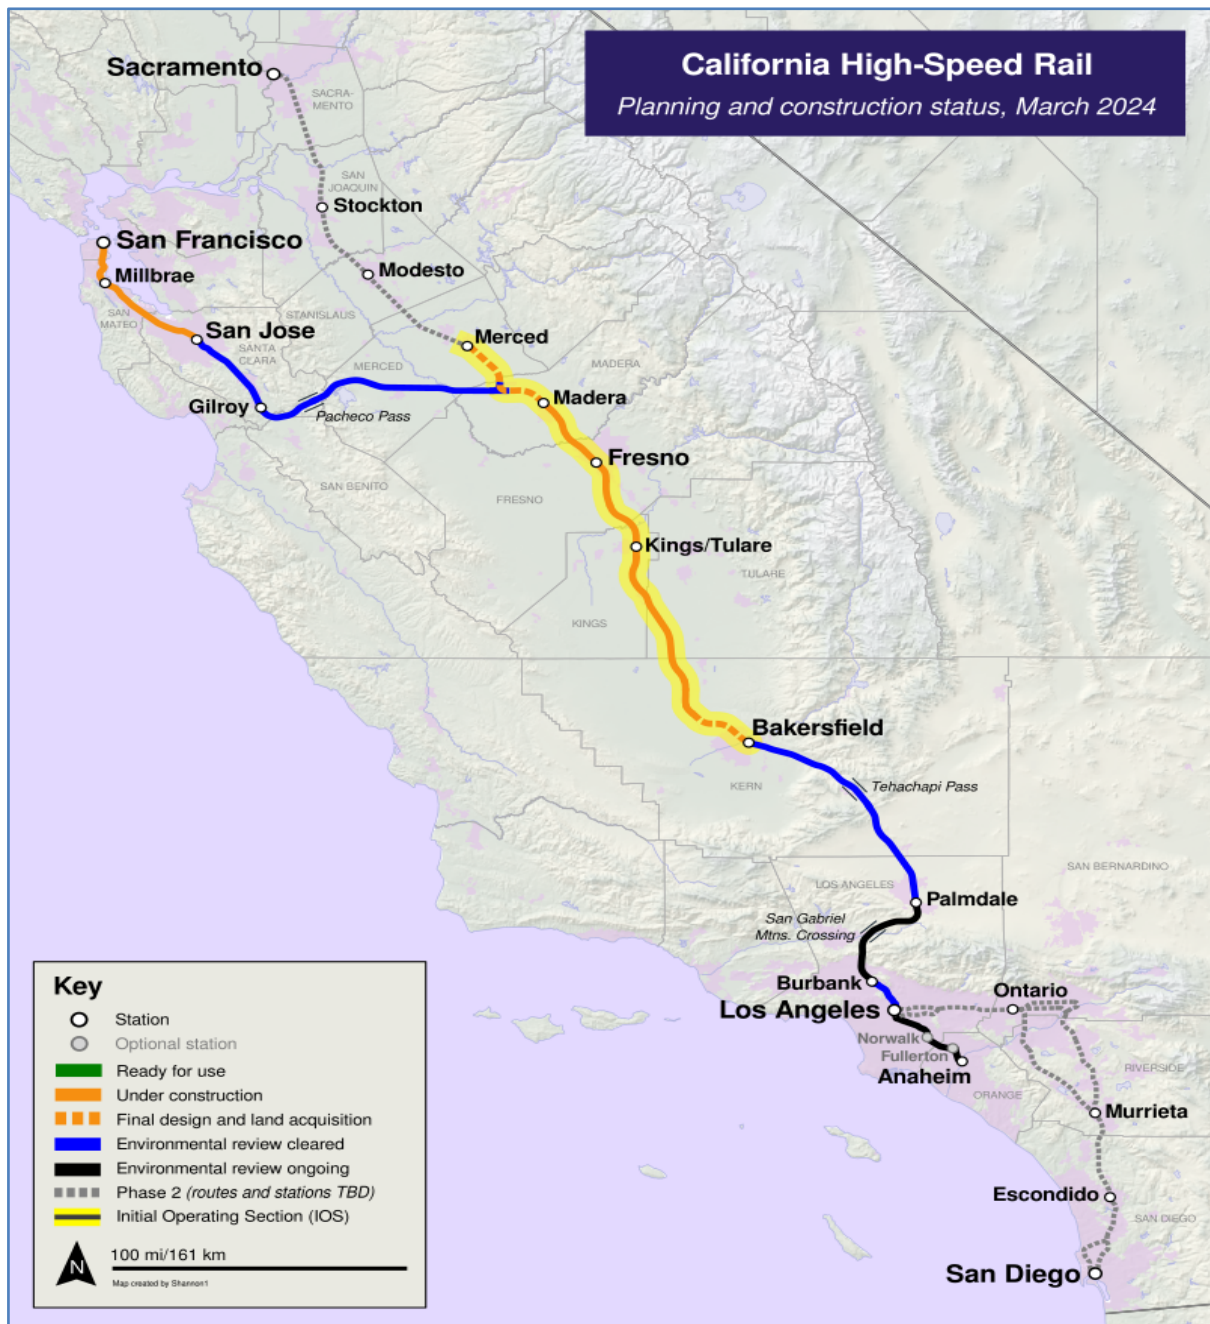 California High-Speed Rail
Planning and construction status, March 2024
Sacramento
SACRA-
MENTO
SAN
JOAQUIN
Stockton
San Francisco
Modesto
Millbrae
SAN
MATEO
STANISLAUS
San Jose
SANTA
CLARA
Merced
MERCED
MADERA
Gilroy
Pacheco Pass
Madera
Fresno
SAN BENITO
FRESNO
Kings/Tulare
TULARE
KINGS
Bakersfield
KERN
Tehachapi Pass
SAN BERNARDINO
LOS ANGELES
Palmdale
San Gabriel
Mtns. Crossing
Burbank
Ontario
Los Angeles
Norwalk
Fullerton
Anaheim
RIVERSIDE
ORANGE
Murrieta
Escondido
SAN DIEGO
San Diego
Key
Station
Optional station
Ready for use
Under construction
Final design and land acquisition
Environmental review cleared
Environmental review ongoing
Phase 2 (routes and stations TBD)
Initial Operating Section (IOS)
N
100 mi/161 km
Map created by Shannon1